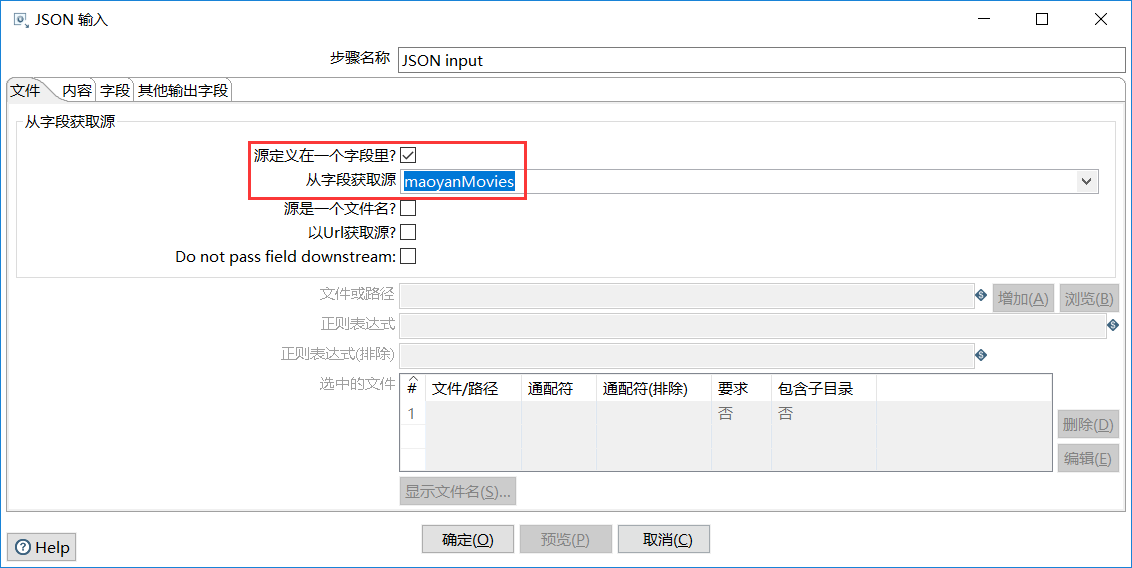 JSON 输入
步骤名称 JSON input
文件 内容 字段 其他输出字段
从字段获取源
源定义在一个字段里?
从字段获取源 maoyanMovies
源是一个文件名?
以Url获取源?
Do not pass field downstream:
文件或路径 增加(A) 浏览(B)
正则表达式
正则表达式(排除)
选中的文件 # 文件/路径 通配符 通配符(排除) 要求 包含子目录
1 否 否
删除(D)
编辑(E)
显示文件名(S)...
确定(O) 预览(P) 取消(C)
Help